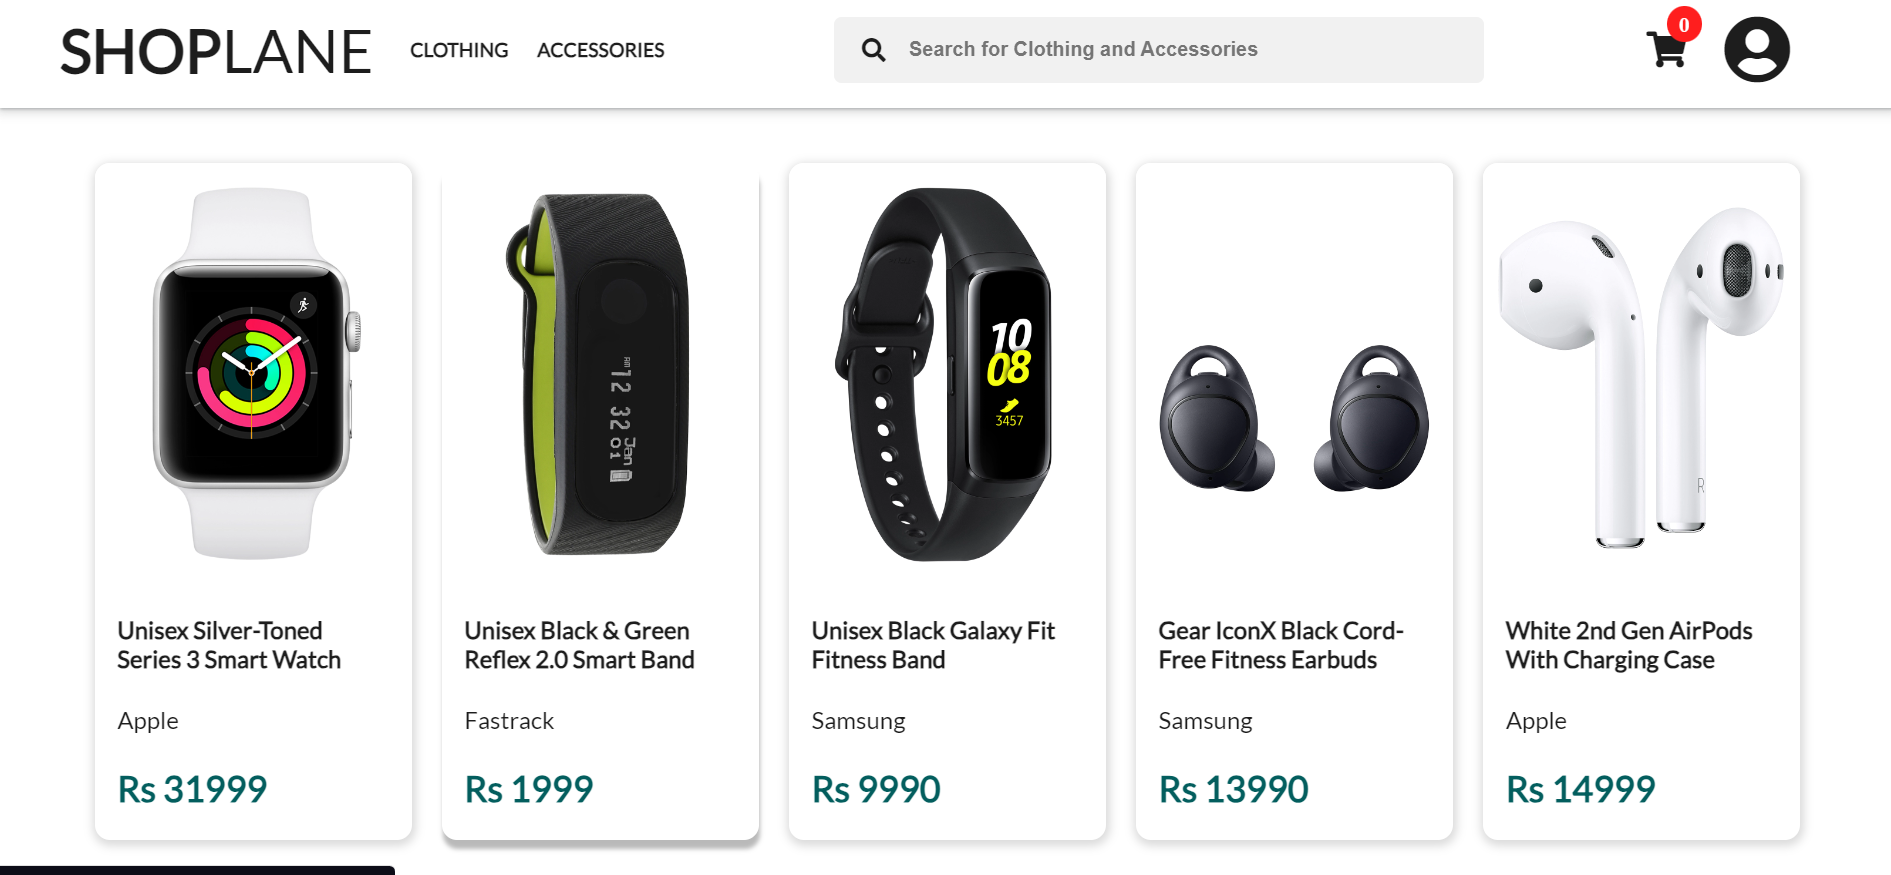 SHOPLANE CLOTHING ACCESSORIES Search for Clothing and Accessories 0
AM
12 32
Jan
01
10
08
3457
R
Unisex Silver-Toned
Series 3 Smart Watch
Apple
Rs 31999
Unisex Black & Green
Reflex 2.0 Smart Band
Fastrack
Rs 1999
Unisex Black Galaxy Fit
Fitness Band
Samsung
Rs 9990
Gear IconX Black Cord-
Free Fitness Earbuds
Samsung
Rs 13990
White 2nd Gen AirPods
With Charging Case
Apple
Rs 14999